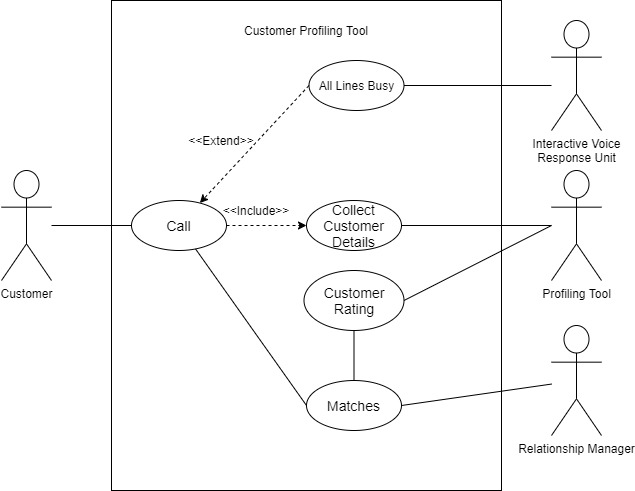 Customer Profiling Tool
All Lines Busy
Interactive Voice
Response Unit
<<Extend>>
<<Include>>
Call
Collect
Customer
Details
Customer
Profiling Tool
Customer
Rating
Matches
Relationship Manager